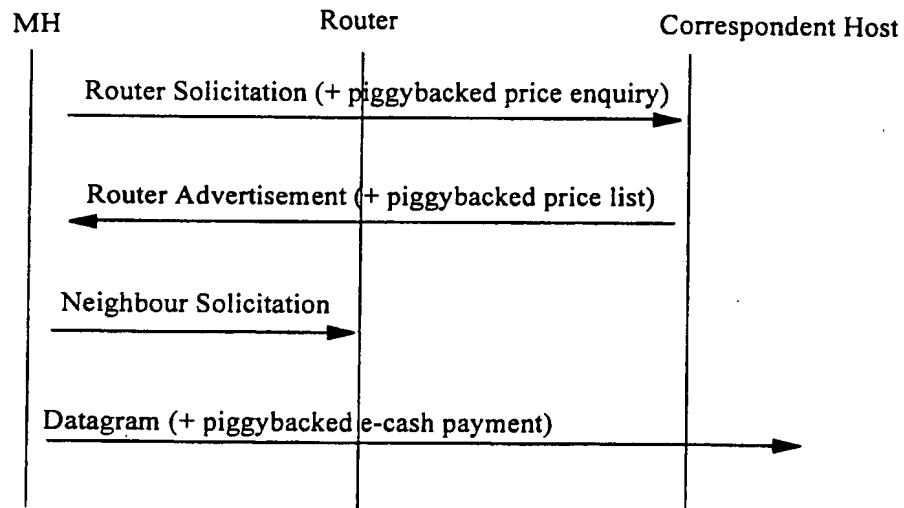 MH
Router
Correspondent Host
Router Solicitation (+ piggybacked price enquiry)
Router Advertisement (+ piggybacked price list)
Neighbour Solicitation
Datagram (+ piggybacked e-cash payment)